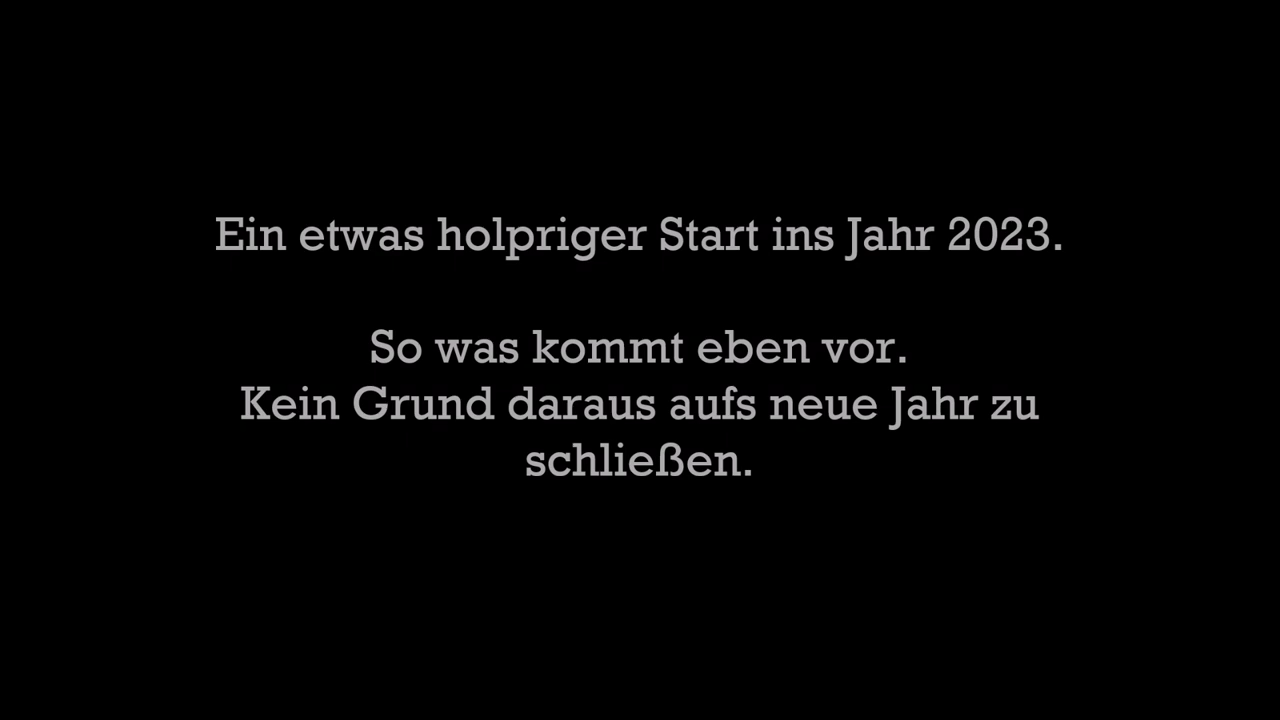 Ein etwas holpriger Start ins Jahr 2023.
So was kommt eben vor.
Kein Grund daraus aufs neue Jahr zu
schließen.